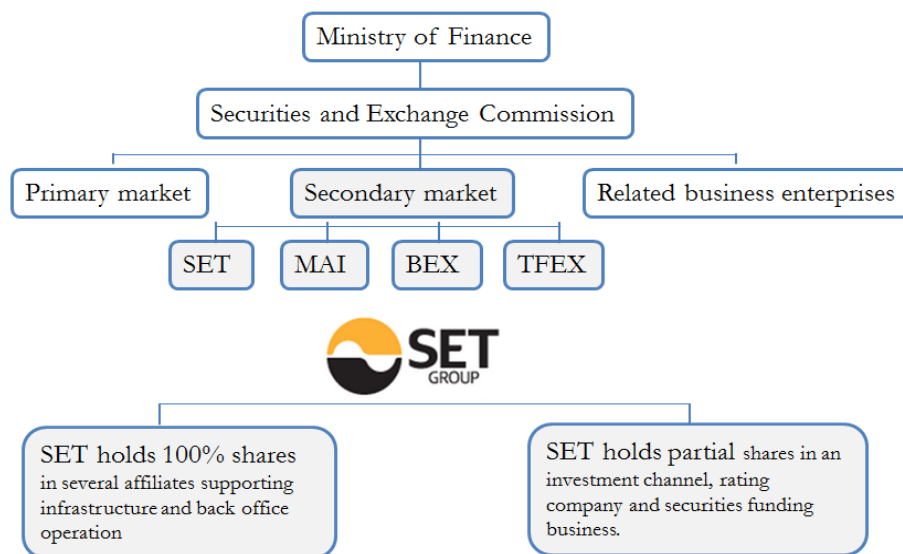 Ministry of Finance
Securities and Exchange Commission
Primary market
Secondary market
Related business enterprises
SET
MAI
BEX
TFEX
SET
GROUP
SET holds 100% shares
in several affiliates supporting
infrastructure and back office
operation
SET holds partial shares in an
investment channel, rating
company and securities funding
business.